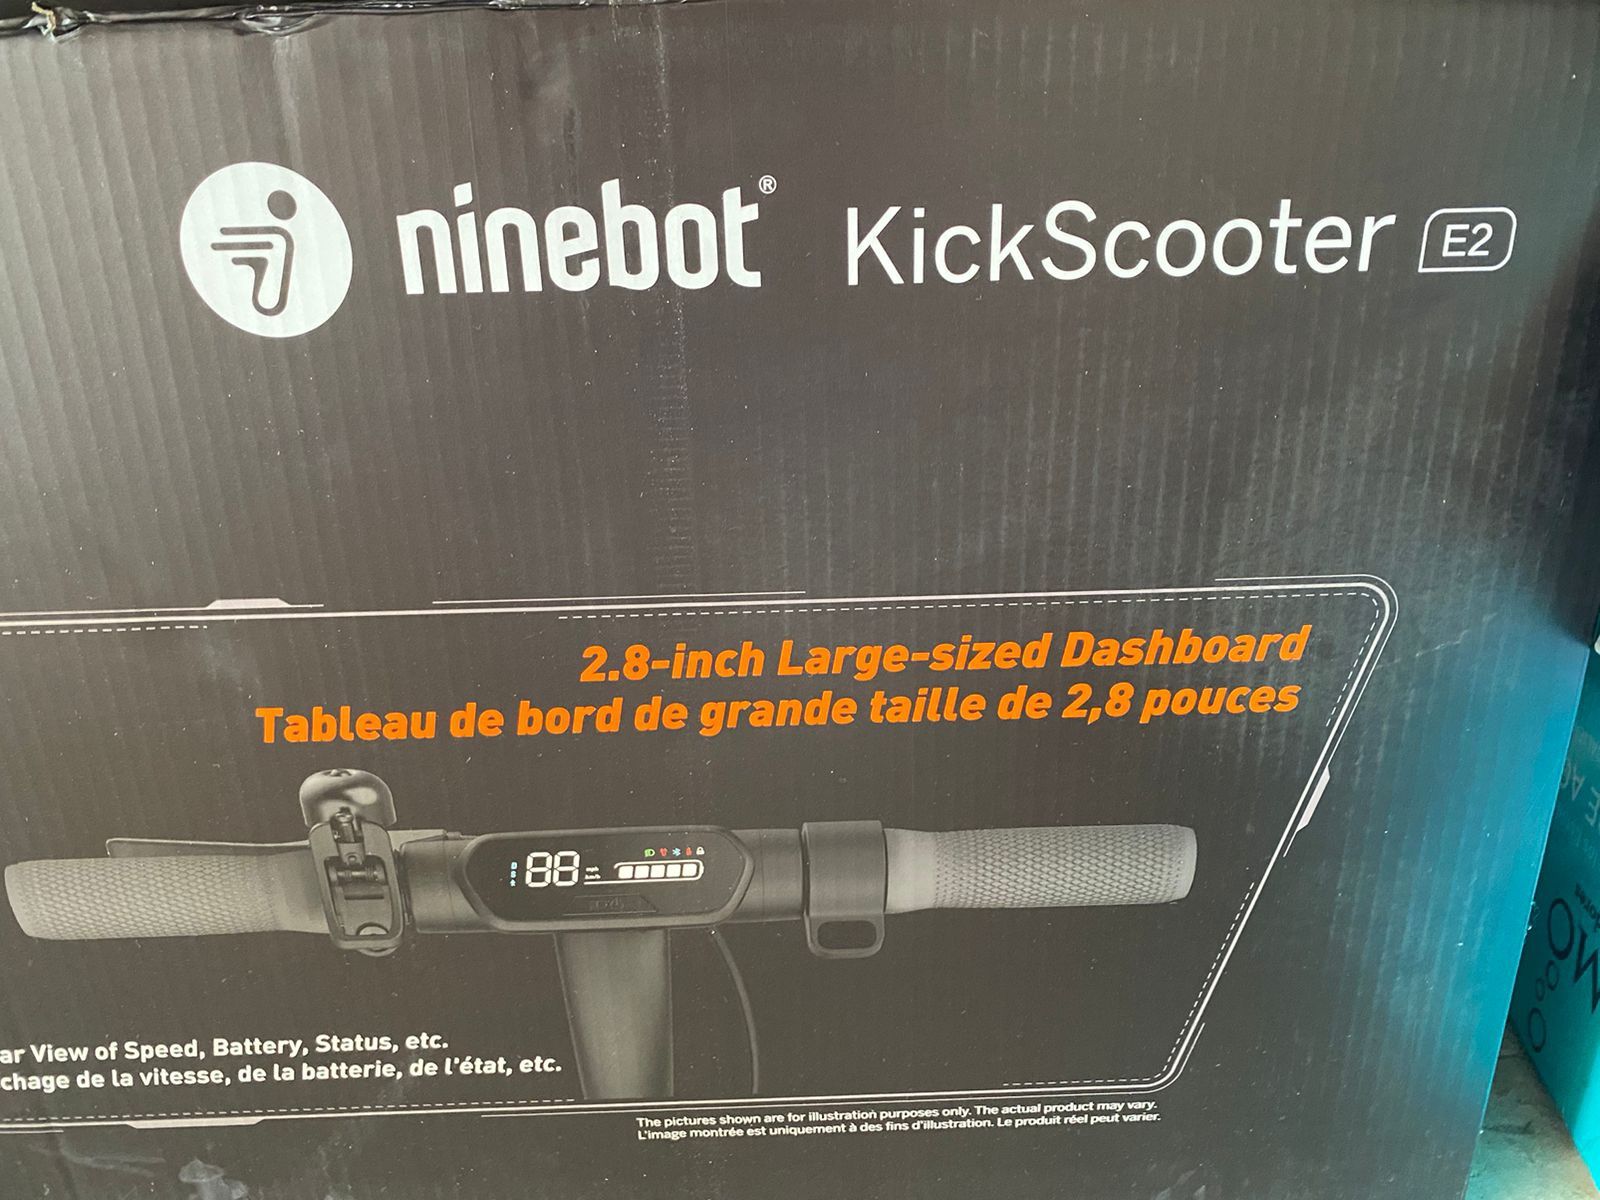 ninebot® KickScooter E2
2.8-inch Large-sized Dashboard
Tableau de bord de grande taille de 2,8 pouces
88 mph
km/h
ar View of Speed, Battery, Status, etc.
chage de la vitesse, de la batterie, de l'état, etc.
The pictures shown are for illustration purposes only. The actual product may vary.
L'image montrée est uniquement à des fins d'illustration. Le produit réel peut varier.